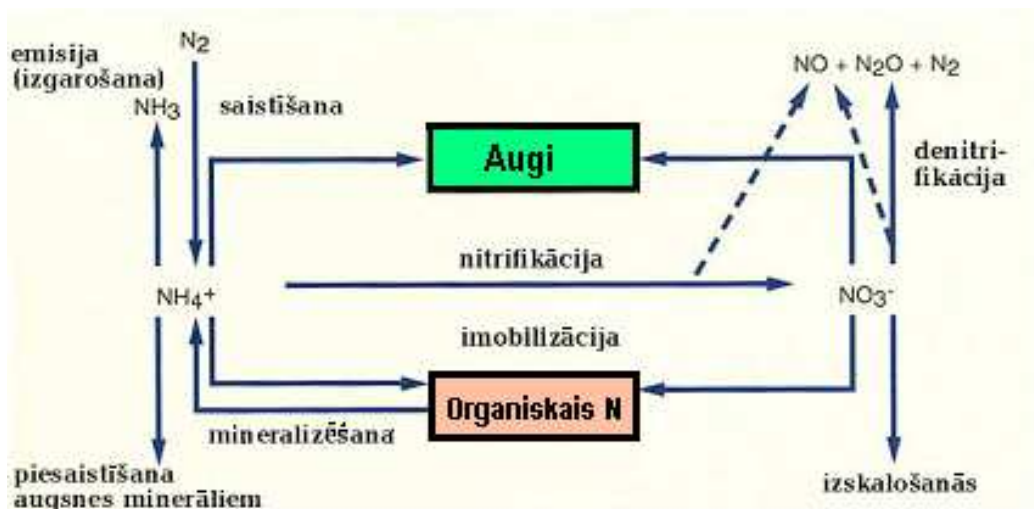 emisija
(izgarošana)
NH₃
N₂
saistīšana
Augi
NO + N₂O + N₂
denitri-
fikācija
nitrifikācija
NH₄⁺
NO₃⁻
imobilizācija
Organiskais N
mineralizēšana
piesaistīšana
augsnes minerāliem
izskalošanās